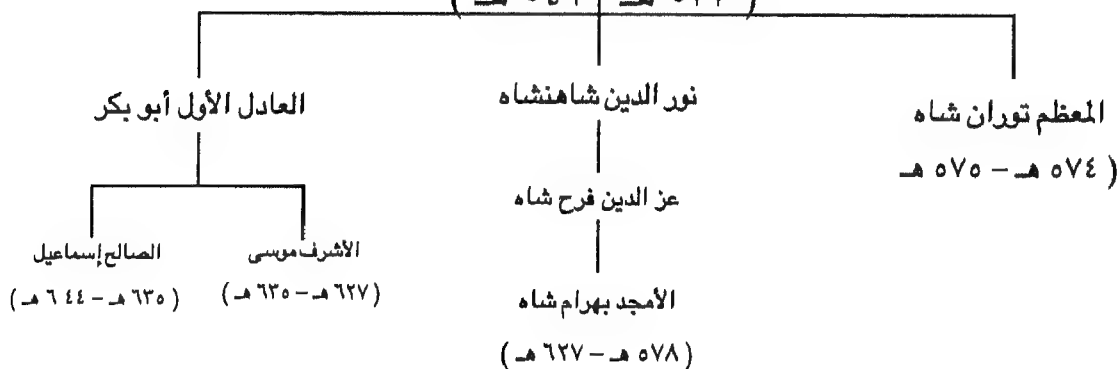 المعظم توران شاه
( ٥٧٤ هـ – ٥٧٥ هـ
نور الدين شاهنشاه
عز الدين فرح شاه
الأمجد بهرام شاه
( ٥٧٨ هـ – ٦٢٧ هـ )
العادل الأول أبو بكر
الأشرف موسى
( ٦٢٧ هـ – ٦٣٥ هـ )
الصالح إسماعيل
( ٦٣٥ هـ – ٦٤٤ هـ )